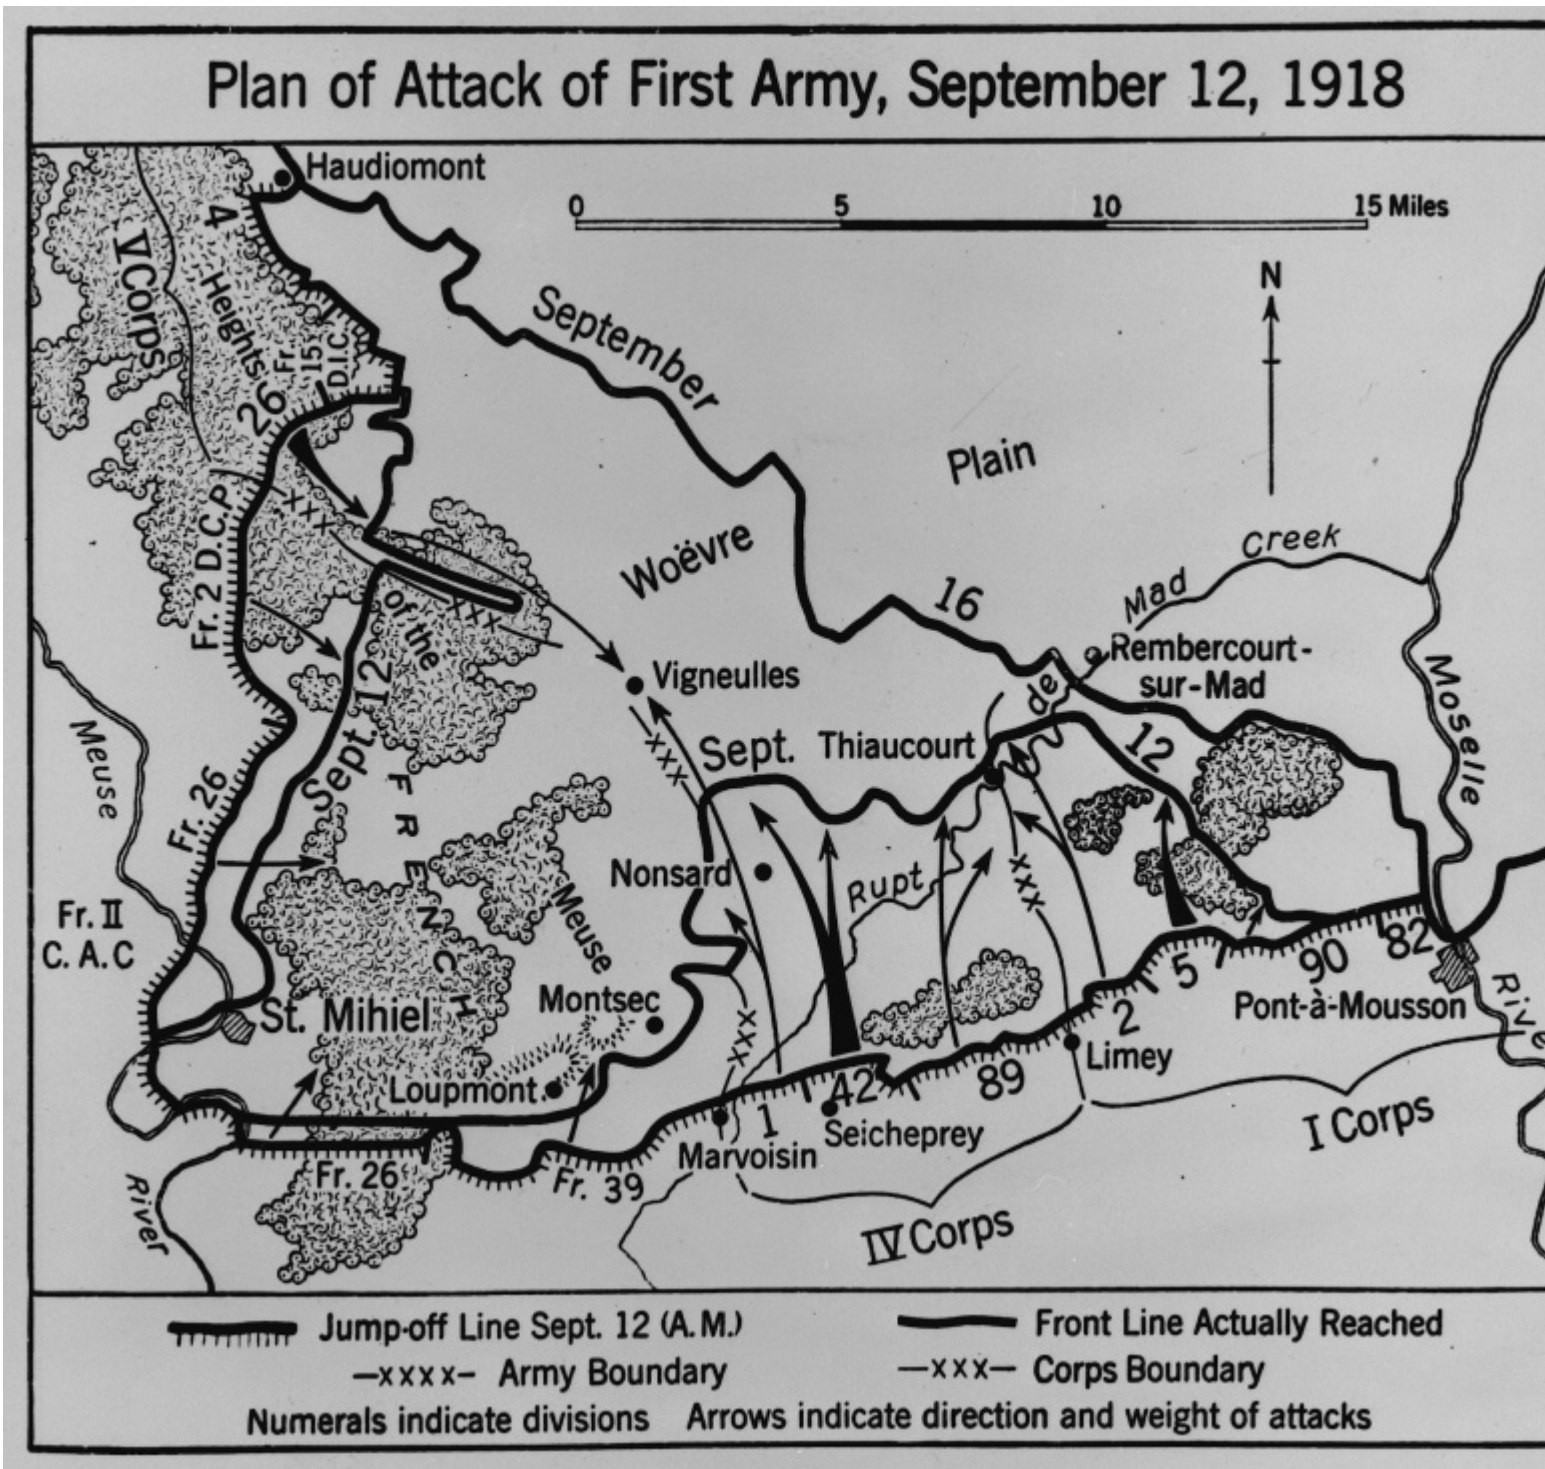 Plan of Attack of First Army, September 12, 1918
Haudiomont
0 5 10 15 Miles
N
4
V Corps
Heights
Fr.
15
D.I.C.
26
September
Plain
Woëvre
XXX
Fr. 2 D.C.P.
of the
XXX
Creek
Mad
16
Rembercourt-
sur-Mad
de
Moselle
Vigneulles
XXX
Sept.
Thiaucourt
12
Sept. 12
Meuse
FRENCH
Fr. 26
Nonsard
Meuse
Rupt
XXX
Fr. II
C. A. C
St. Mihiel
Montsec
XXX
5
90
82
Pont-à-Mousson
River
2
Limey
Loupmont
89
42
1
Seicheprey
Marvoisin
I Corps
Fr. 26
Fr. 39
River
IV Corps
Jump-off Line Sept. 12 (A.M.)
Front Line Actually Reached
—xxxx— Army Boundary
—xxx— Corps Boundary
Numerals indicate divisions Arrows indicate direction and weight of attacks